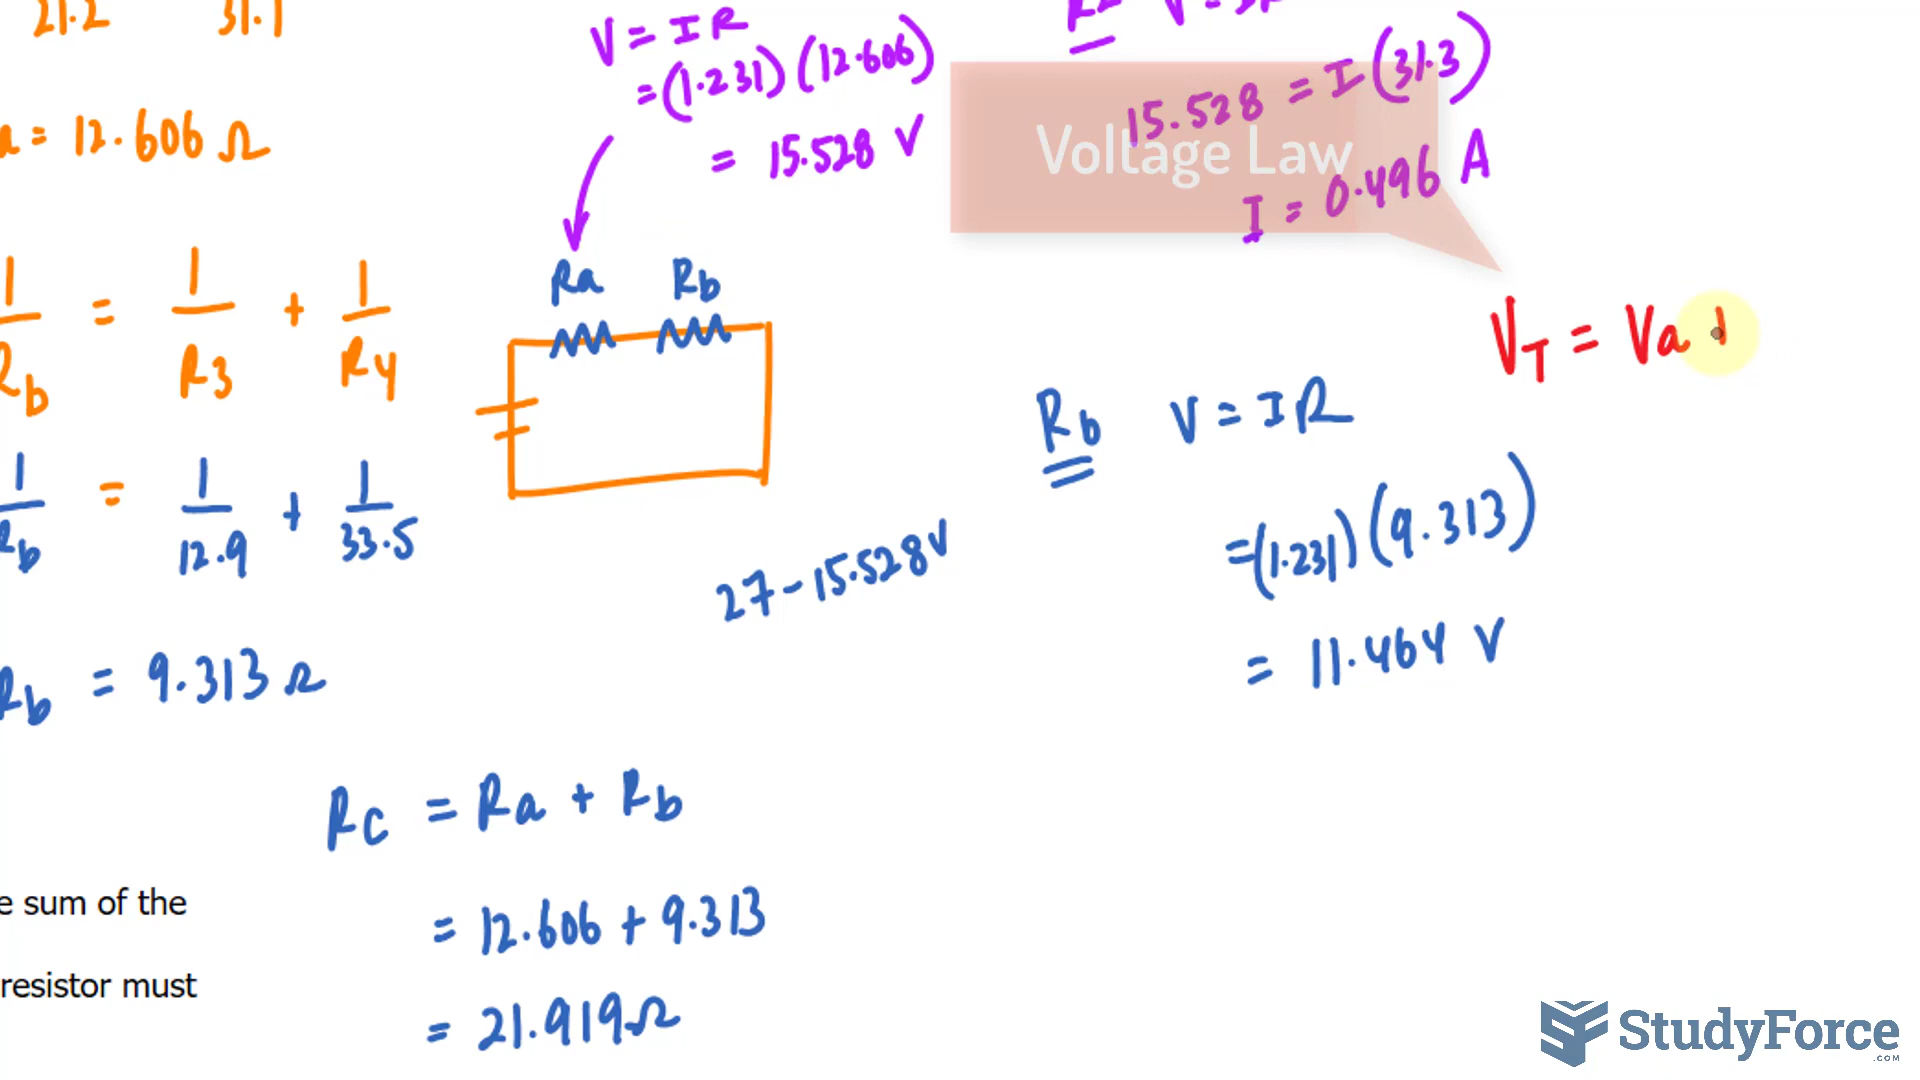 21.2 31.1
a = 12.606 Ω
1 = 1 + 1
Rb R3 R4
1 = 1 + 1
Rb 12.9 33.5
Rb = 9.313 Ω
V = IR
= (1.231) (12.606)
= 15.528 V
Ra Rb
27 - 15.528 V
Rc = Ra + Rb
= 12.606 + 9.313
= 21.919 Ω
15.528 = I (31.3)
I = 0.496 A
Voltage Law
VT = Va
Rb V = IR
= (1.231) (9.313)
= 11.464 V
e sum of the
resistor must
StudyForce
.COM